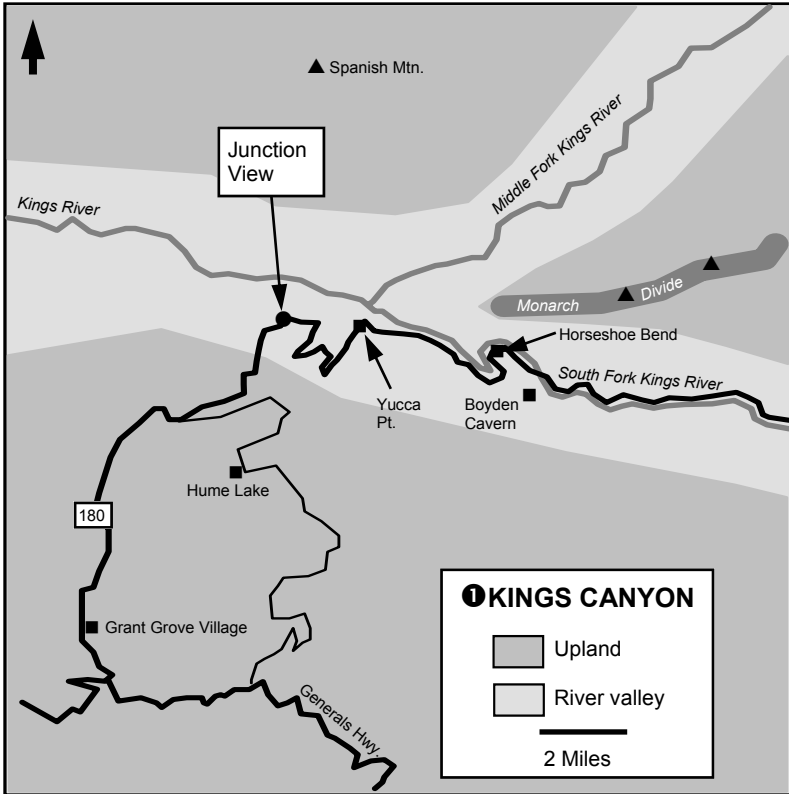 Spanish Mtn.
Junction
View
Middle Fork Kings River
Kings River
Monarch Divide
Horseshoe Bend
South Fork Kings River
Yucca
Pt.
Boyden
Cavern
Hume Lake
180
Grant Grove Village
Generals Hwy.
❶KINGS CANYON
Upland
River valley
2 Miles